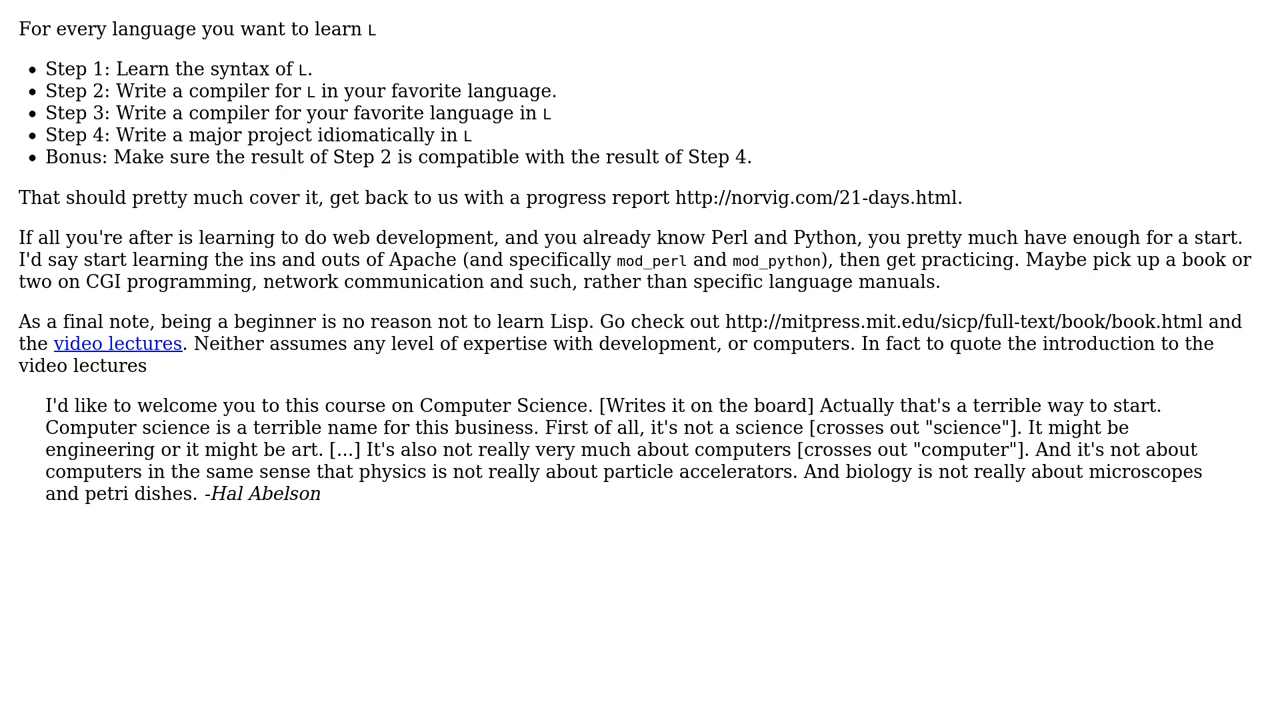 For every language you want to learn L
• Step 1: Learn the syntax of L.
• Step 2: Write a compiler for L in your favorite language.
• Step 3: Write a compiler for your favorite language in L
• Step 4: Write a major project idiomatically in L
• Bonus: Make sure the result of Step 2 is compatible with the result of Step 4.
That should pretty much cover it, get back to us with a progress report http://norvig.com/21-days.html.
If all you're after is learning to do web development, and you already know Perl and Python, you pretty much have enough for a start.
I'd say start learning the ins and outs of Apache (and specifically mod_perl and mod_python), then get practicing. Maybe pick up a book or
two on CGI programming, network communication and such, rather than specific language manuals.
As a final note, being a beginner is no reason not to learn Lisp. Go check out http://mitpress.mit.edu/sicp/full-text/book/book.html and
the video lectures. Neither assumes any level of expertise with development, or computers. In fact to quote the introduction to the
video lectures
I'd like to welcome you to this course on Computer Science. [Writes it on the board] Actually that's a terrible way to start.
Computer science is a terrible name for this business. First of all, it's not a science [crosses out "science"]. It might be
engineering or it might be art. [...] It's also not really very much about computers [crosses out "computer"]. And it's not about
computers in the same sense that physics is not really about particle accelerators. And biology is not really about microscopes
and petri dishes. -Hal Abelson